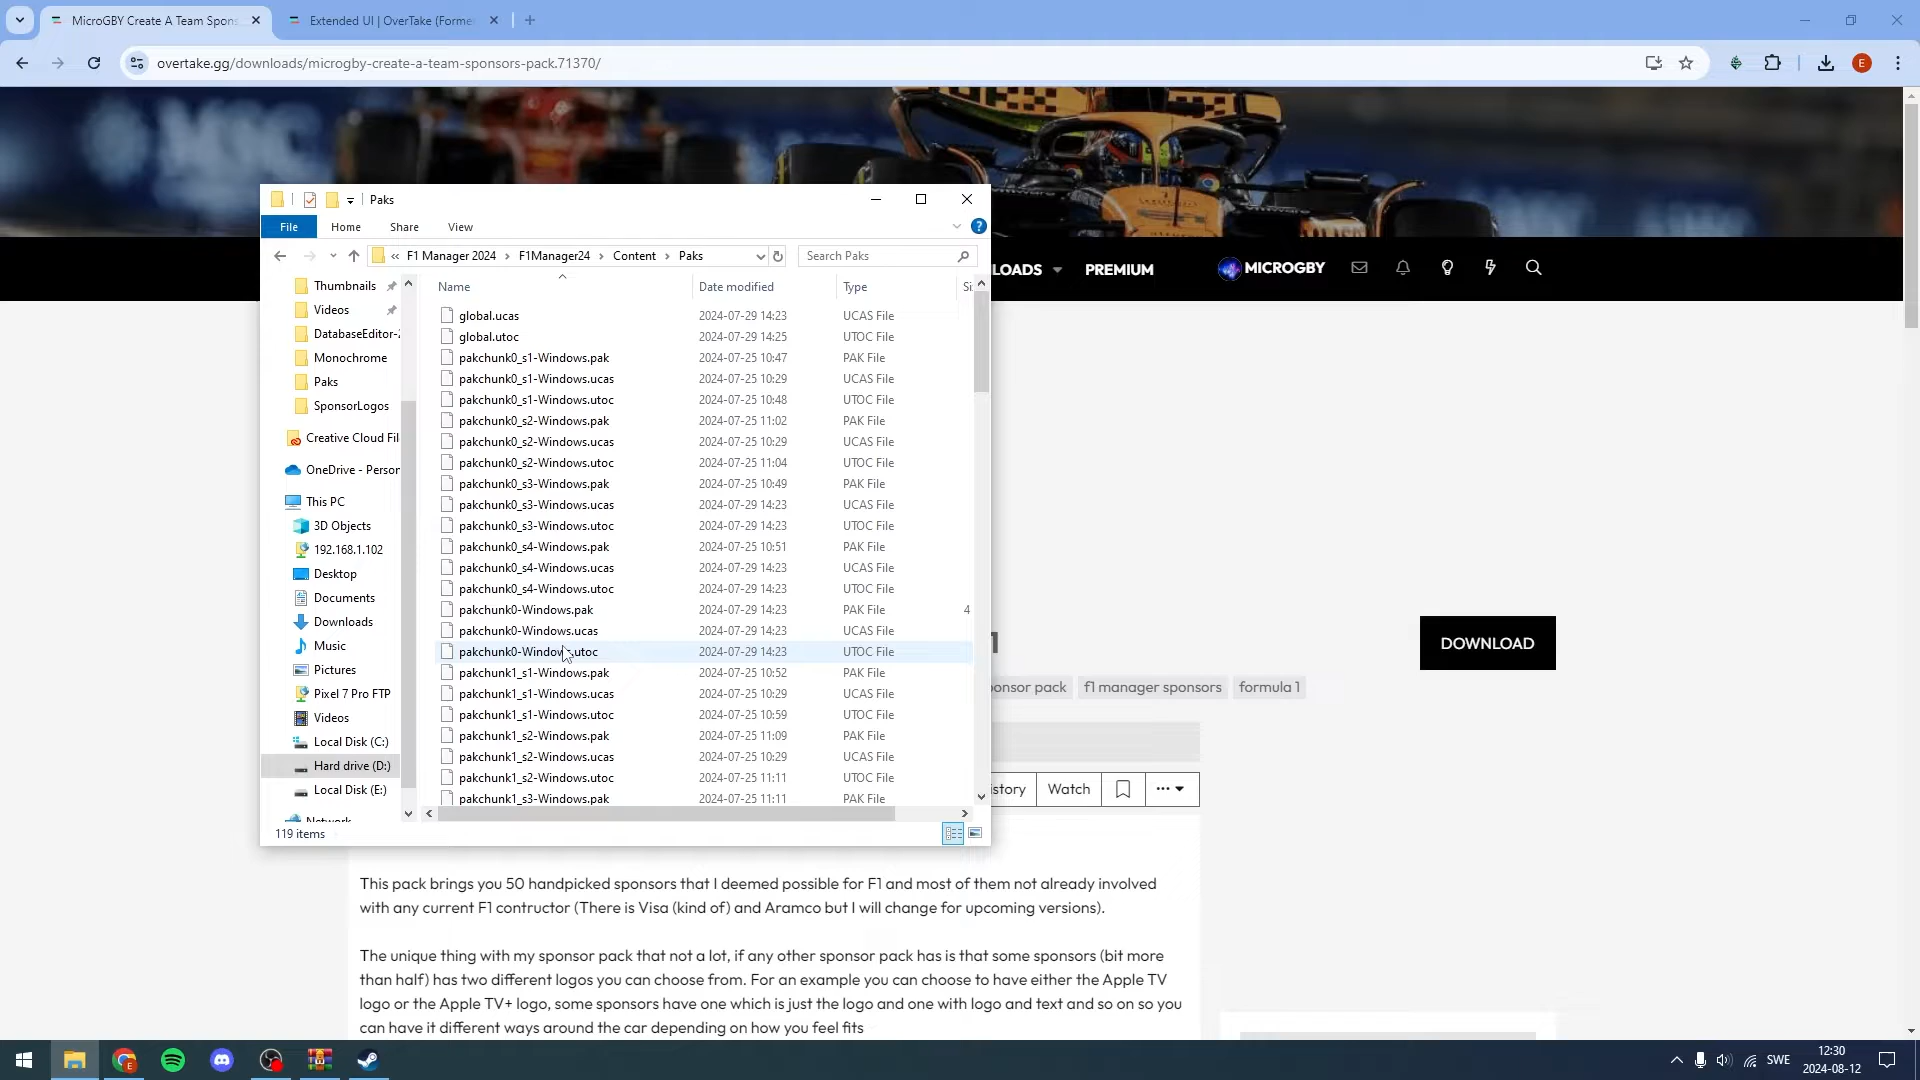 MicroGBY Create A Team Spons
Extended UI | OverTake (Forme
overtake.gg/downloads/microgby-create-a-team-sponsors-pack.71370/
E
LOADS
PREMIUM
MICROGBY
Paks
File
Home
Share
View
« F1 Manager 2024 › F1Manager24 › Content › Paks
Search Paks
Name
Date modified
Type
Si
Thumbnails
Videos
DatabaseEditor-2
Monochrome
Paks
SponsorLogos
Creative Cloud Fil
OneDrive - Person
This PC
3D Objects
192.168.1.102
Desktop
Documents
Downloads
Music
Pictures
Pixel 7 Pro FTP
Videos
Local Disk (C:)
Hard drive (D:)
Local Disk (E:)
Network
global.ucas 2024-07-29 14:23 UCAS File
global.utoc 2024-07-29 14:25 UTOC File
pakchunk0_s1-Windows.pak 2024-07-25 10:47 PAK File
pakchunk0_s1-Windows.ucas 2024-07-25 10:29 UCAS File
pakchunk0_s1-Windows.utoc 2024-07-25 10:48 UTOC File
pakchunk0_s2-Windows.pak 2024-07-25 11:02 PAK File
pakchunk0_s2-Windows.ucas 2024-07-25 10:29 UCAS File
pakchunk0_s2-Windows.utoc 2024-07-25 11:04 UTOC File
pakchunk0_s3-Windows.pak 2024-07-25 10:49 PAK File
pakchunk0_s3-Windows.ucas 2024-07-29 14:23 UCAS File
pakchunk0_s3-Windows.utoc 2024-07-29 14:23 UTOC File
pakchunk0_s4-Windows.pak 2024-07-25 10:51 PAK File
pakchunk0_s4-Windows.ucas 2024-07-29 14:23 UCAS File
pakchunk0_s4-Windows.utoc 2024-07-29 14:23 UTOC File
pakchunk0-Windows.pak 2024-07-29 14:23 PAK File 4
pakchunk0-Windows.ucas 2024-07-29 14:23 UCAS File
pakchunk0-Windows.utoc 2024-07-29 14:23 UTOC File
pakchunk1_s1-Windows.pak 2024-07-25 10:52 PAK File
pakchunk1_s1-Windows.ucas 2024-07-25 10:29 UCAS File
pakchunk1_s1-Windows.utoc 2024-07-25 10:59 UTOC File
pakchunk1_s2-Windows.pak 2024-07-25 11:09 PAK File
pakchunk1_s2-Windows.ucas 2024-07-25 10:29 UCAS File
pakchunk1_s2-Windows.utoc 2024-07-25 11:11 UTOC File
pakchunk1_s3-Windows.pak 2024-07-25 11:11 PAK File
119 items
DOWNLOAD
onsor pack
f1 manager sponsors
formula 1
istory
Watch
This pack brings you 50 handpicked sponsors that I deemed possible for F1 and most of them not already involved
with any current F1 contructor (There is Visa (kind of) and Aramco but I will change for upcoming versions).
The unique thing with my sponsor pack that not a lot, if any other sponsor pack has is that some sponsors (bit more
than half) has two different logos you can choose from. For an example you can choose to have either the Apple TV
logo or the Apple TV+ logo, some sponsors have one which is just the logo and one with logo and text and so on so you
can have it different ways around the car depending on how you feel fits
SWE
12:30
2024-08-12